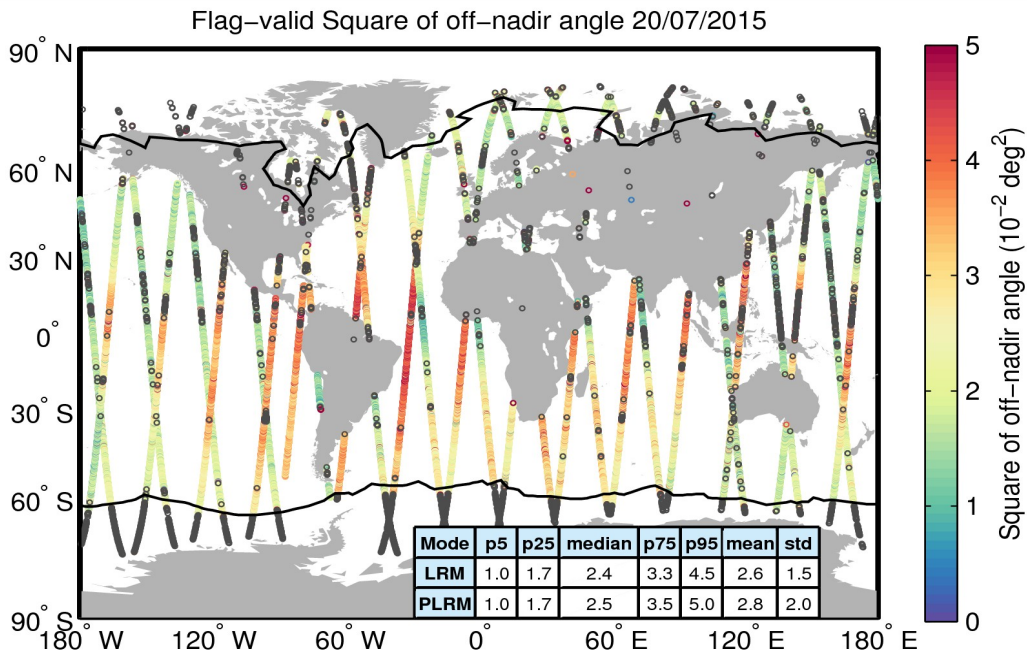 Flag−valid Square of off−nadir angle 20/07/2015
90° N
60° N
30° N
0°
30° S
60° S
90° S
180° W
120° W
60° W
0°
60° E
120° E
180° E
Mode p5 p25 median p75 p95 mean std
LRM 1.0 1.7 2.4 3.3 4.5 2.6 1.5
PLRM 1.0 1.7 2.5 3.5 5.0 2.8 2.0
5
4
3
2
1
0
Square of off−nadir angle (10⁻² deg²)